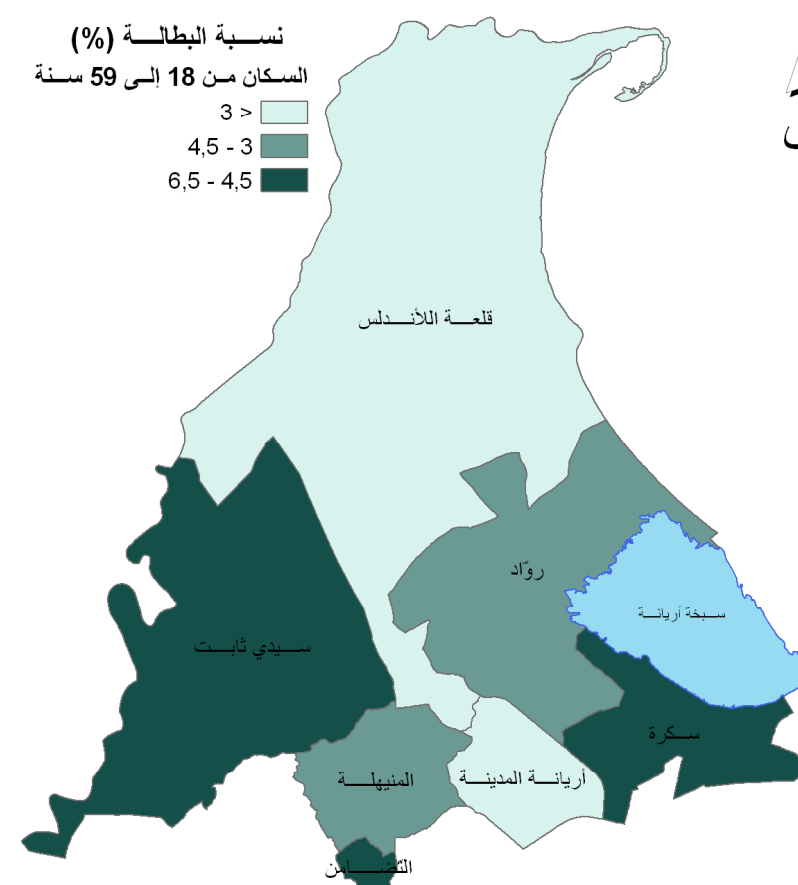 نسبة البطالة (%)
السكان من 18 إلى 59 سنة
< 3
3 - 4,5
4,5 - 6,5
قلعة اللأندلس
روّاد
سبخة أريانة
سيدي ثابت
سكرة
أريانة المدينة
المنيهلة
التضامن